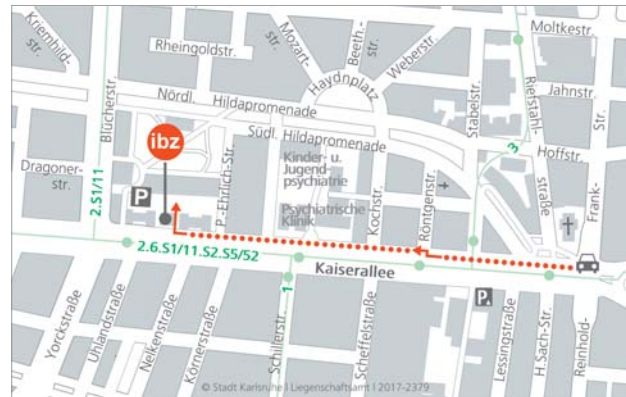 Kriemhild-
str.
Rheingoldstr.
Mozart-
str.
Beeth.-
str.
Weberstr.
Moltkestr.
Haydnplatz
Jahnstr.
Riefstahl-
straße
Frank-
Str.
Nördl. Hildapromenade
Südl. Hildapromenade
Stabelstr.
Blücherstr.
Hoffstr.
3
ibz
Dragoner-
str.
Kinder- u.
Jugend-
psychiatrie
Psychiatrische
Klinik
P.-Ehrlich-Str.
Kochstr.
Röntgenstr.
P
2.S1/11
2.6.S1/11.S2.S5/52
Kaiserallee
1
P.
Yorckstraße
Uhlandstraße
Nelkenstraße
Körnerstraße
Schillerstr.
Scheffelstraße
Lessingstraße
H.Sach-Str.
Reinhold-
© Stadt Karlsruhe | Liegenschaftsamt | 2017-2379